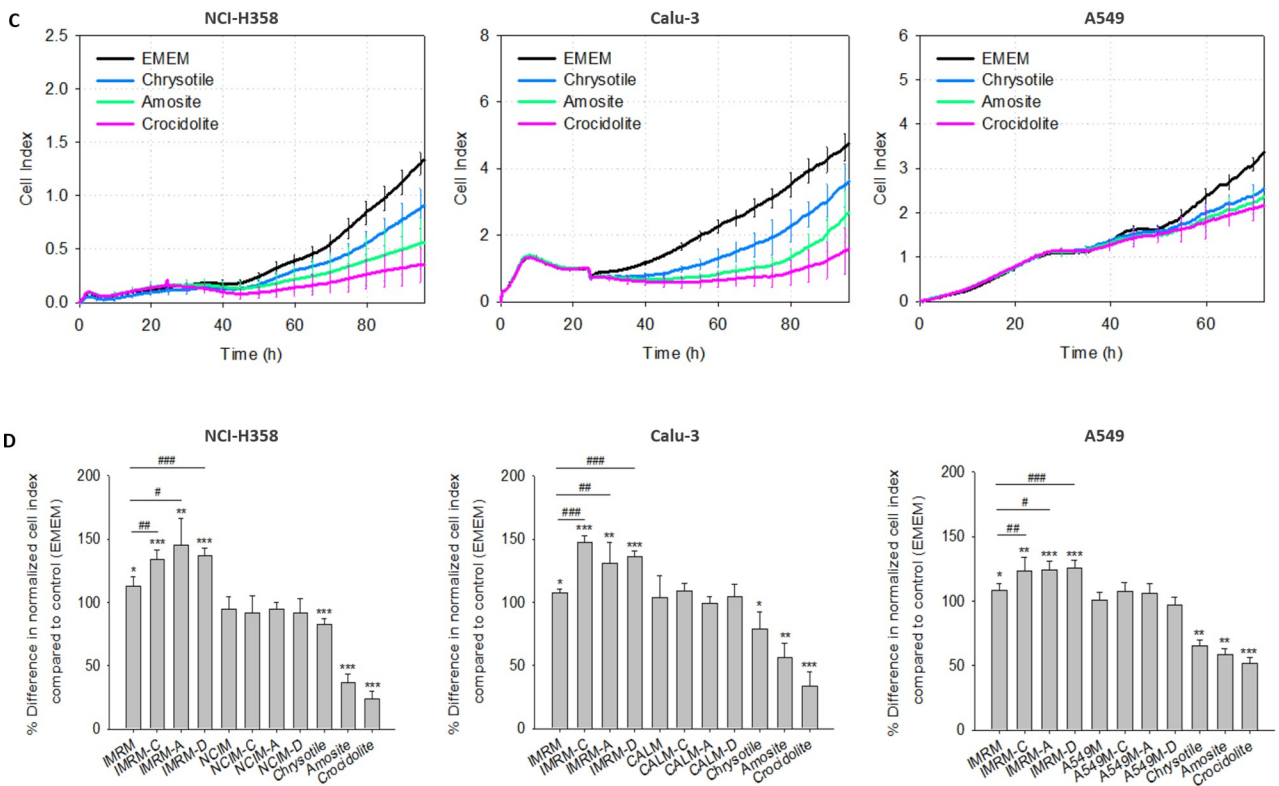 C
NCI-H358
Calu-3
A549
2.5
2.0
1.5
1.0
0.5
0.0
Cell Index
EMEM
Chrysotile
Amosite
Crocidolite
0 20 40 60 80
Time (h)
8
6
4
2
0
Cell Index
EMEM
Chrysotile
Amosite
Crocidolite
0 20 40 60 80
Time (h)
6
5
4
3
2
1
0
Cell Index
EMEM
Chrysotile
Amosite
Crocidolite
0 20 40 60
Time (h)
D
NCI-H358
Calu-3
A549
% Difference in normalized cell index
compared to control (EMEM)
200
150
100
50
0
###
#
##
* *** ** *** *** *** ***
IMRM IMRM-C IMRM-A IMRM-D NCIM NCIM-C NCIM-A NCIM-D Chrysotile Amosite Crocidolite
% Difference in normalized cell index
compared to control (EMEM)
200
150
100
50
0
###
##
###
* *** ** *** * ** ***
IMRM IMRM-C IMRM-A IMRM-D CALM CALM-C CALM-A CALM-D Chrysotile Amosite Crocidolite
% Difference in normalized cell index
compared to control (EMEM)
200
150
100
50
0
###
#
##
* ** *** *** ** ** ***
IMRM IMRM-C IMRM-A IMRM-D A549M A549M-C A549M-A A549M-D Chrysotile Amosite Crocidolite